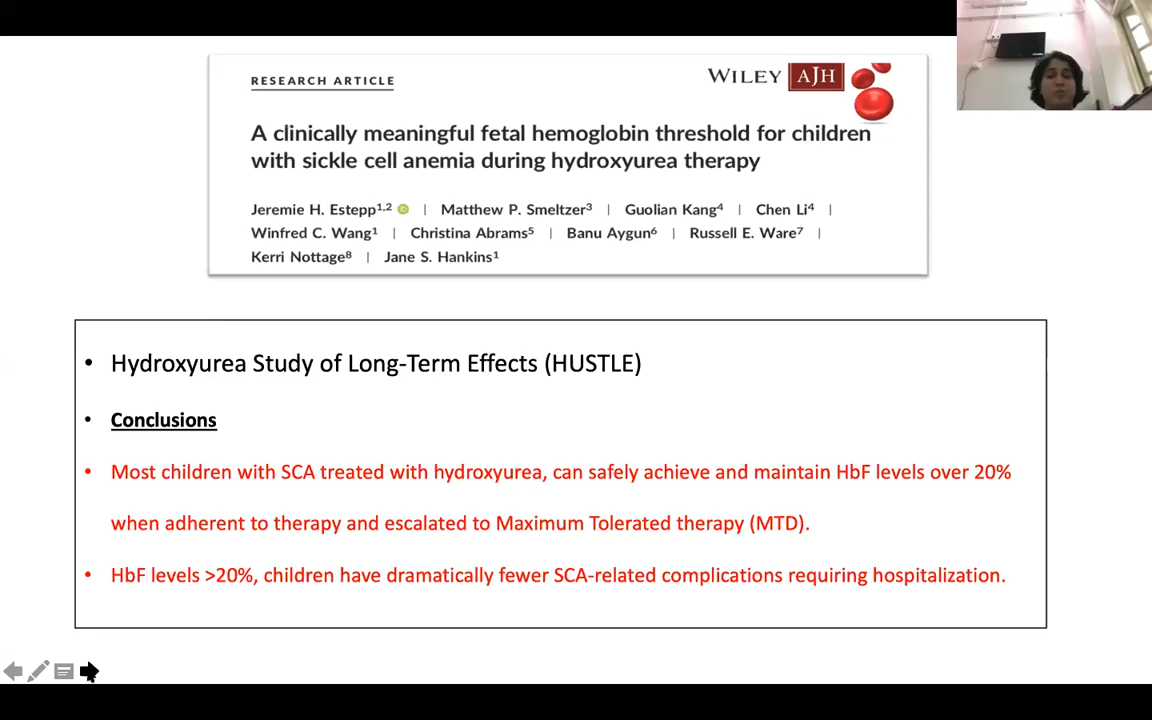 RESEARCH ARTICLE
WILEY AJH
A clinically meaningful fetal hemoglobin threshold for children
with sickle cell anemia during hydroxyurea therapy
Jeremie H. Estepp1,2 | Matthew P. Smeltzer3 | Guolian Kang4 | Chen Li4 |
Winfred C. Wang1 | Christina Abrams5 | Banu Aygun6 | Russell E. Ware7 |
Kerri Nottage8 | Jane S. Hankins1
• Hydroxyurea Study of Long-Term Effects (HUSTLE)
• Conclusions
• Most children with SCA treated with hydroxyurea, can safely achieve and maintain HbF levels over 20%
when adherent to therapy and escalated to Maximum Tolerated therapy (MTD).
• HbF levels >20%, children have dramatically fewer SCA-related complications requiring hospitalization.